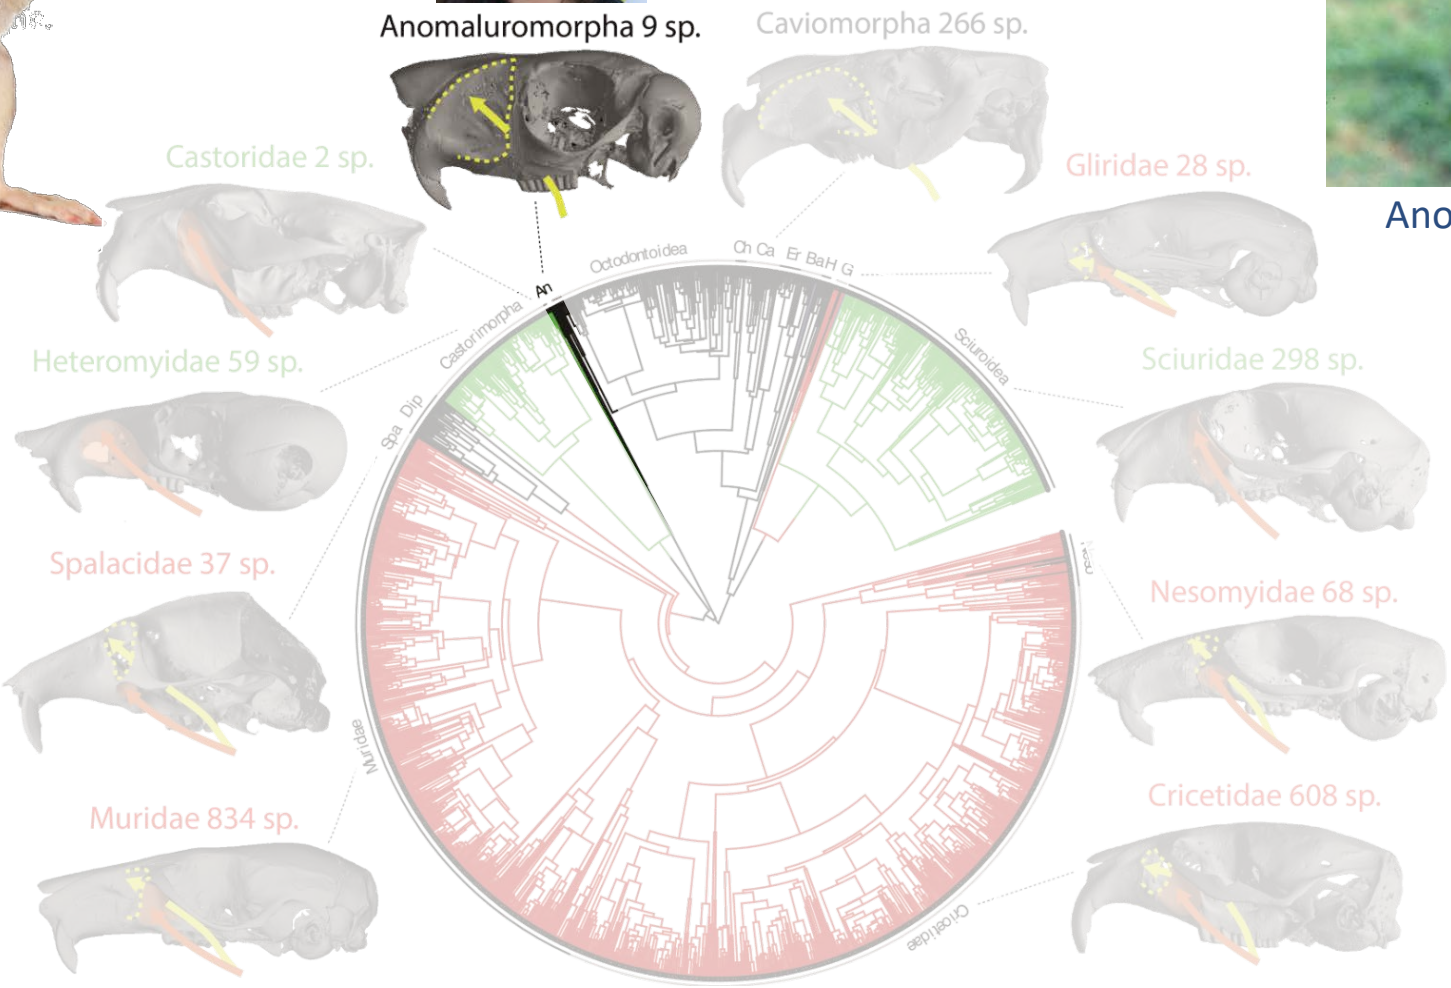 Anomaluromorpha 9 sp.
Caviomorpha 266 sp.
Castoridae 2 sp.
Gliridae 28 sp.
Ano
Octodontoidea
Ch Ca Er Ba H G
An
Castorimorpha
Sciuroidea
Heteromyidae 59 sp.
Sciuridae 298 sp.
Spa Dip
Spalacidae 37 sp.
Nesomyidae 68 sp.
Muridae
Muridae 834 sp.
Cricetidae 608 sp.
Cricetidae